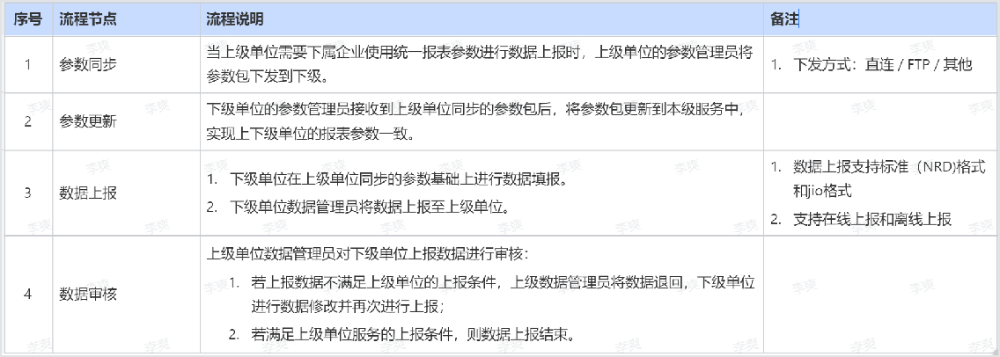 序号 流程节点 流程说明 备注
1 参数同步 当上级单位需要下属企业使用统一报表参数进行数据上报时，上级单位的参数管理员将
参数包下发到下级。
1. 下发方式：直连 / FTP / 其他
2 参数更新 下级单位的参数管理员接收到上级单位同步的参数包后，将参数包更新到本级服务中，
实现上下级单位的报表参数一致。
3 数据上报
1. 下级单位在上级单位同步的参数基础上进行数据填报。
2. 下级单位数据管理员将数据上报至上级单位。
1. 数据上报支持标准（NRD)格式
和jio格式
2. 支持在线上报和离线上报
4 数据审核
上级单位数据管理员对下级单位上报数据进行审核：
1. 若上报数据不满足上级单位的上报条件，上级数据管理员将数据退回，下级单位
进行数据修改并再次进行上报；
2. 若满足上级单位服务的上报条件，则数据上报结束。
李爽